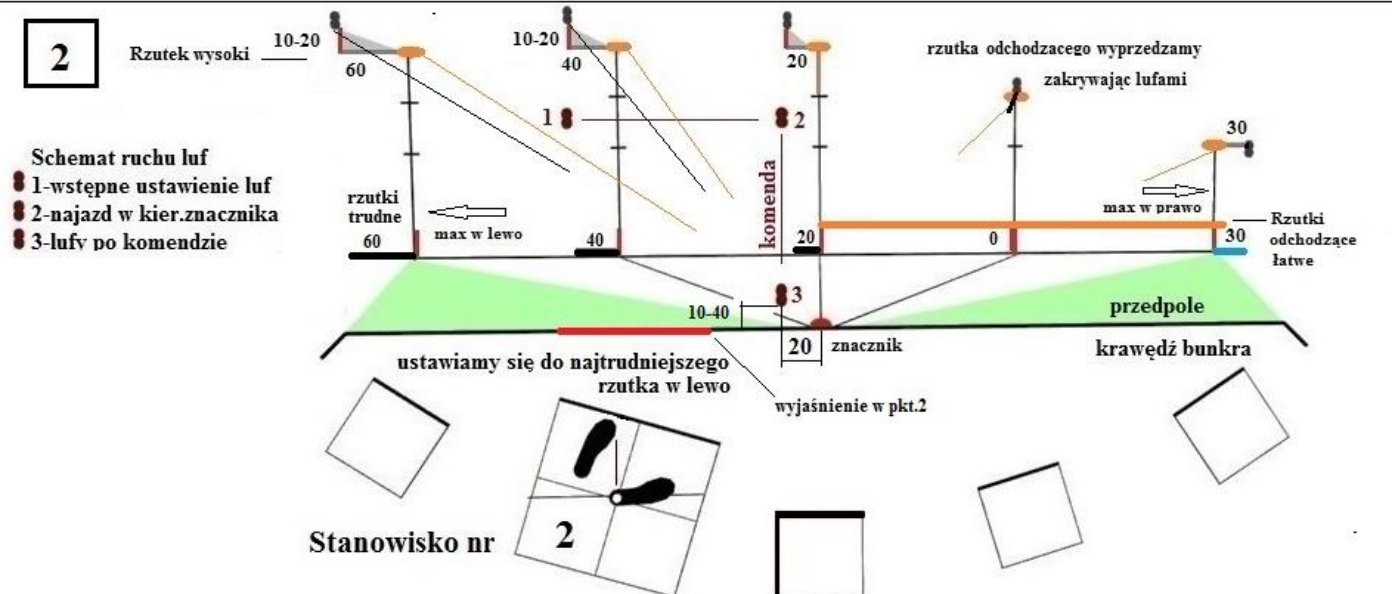 2
Rzutek wysoki
10-20
60
10-20
40
20
rzutka odchodzacego wyprzedzamy
zakrywając lufami
30
1
2
Schemat ruchu luf
1-wstępne ustawienie luf
2-najazd w kier.znacznika
3-lufy po komendzie
rzutki
trudne
max w lewo
komenda
max w prawo
Rzutki
odchodzące
łatwe
60
40
20
0
30
3
10-40
przedpole
20
znacznik
krawędź bunkra
ustawiamy się do najtrudniejszego
rzutka w lewo
wyjaśnienie w pkt.2
Stanowisko nr
2